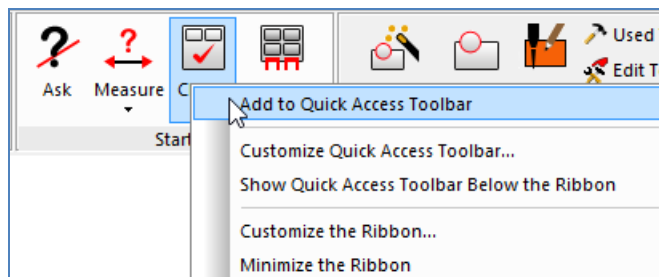 Ask
Measure
Used
Edit T
Start
Add to Quick Access Toolbar
Customize Quick Access Toolbar...
Show Quick Access Toolbar Below the Ribbon
Customize the Ribbon...
Minimize the Ribbon